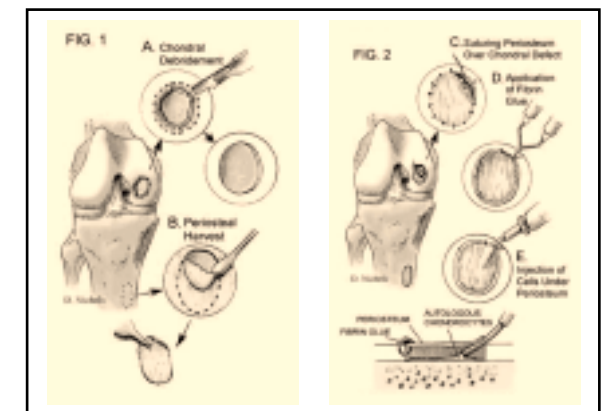 FIG. 1
A. Chondral
Debridement
B. Periosteal
Harvest
FIG. 2
C. Suturing Periosteum
Over Chondral Defect
D. Application
of Fibrin
Glue
E.
Injection of
Cells Under
Periosteum
PERIOSTEUM
FIBRIN GLUE
AUTOLOGOUS
CHONDROCYTES